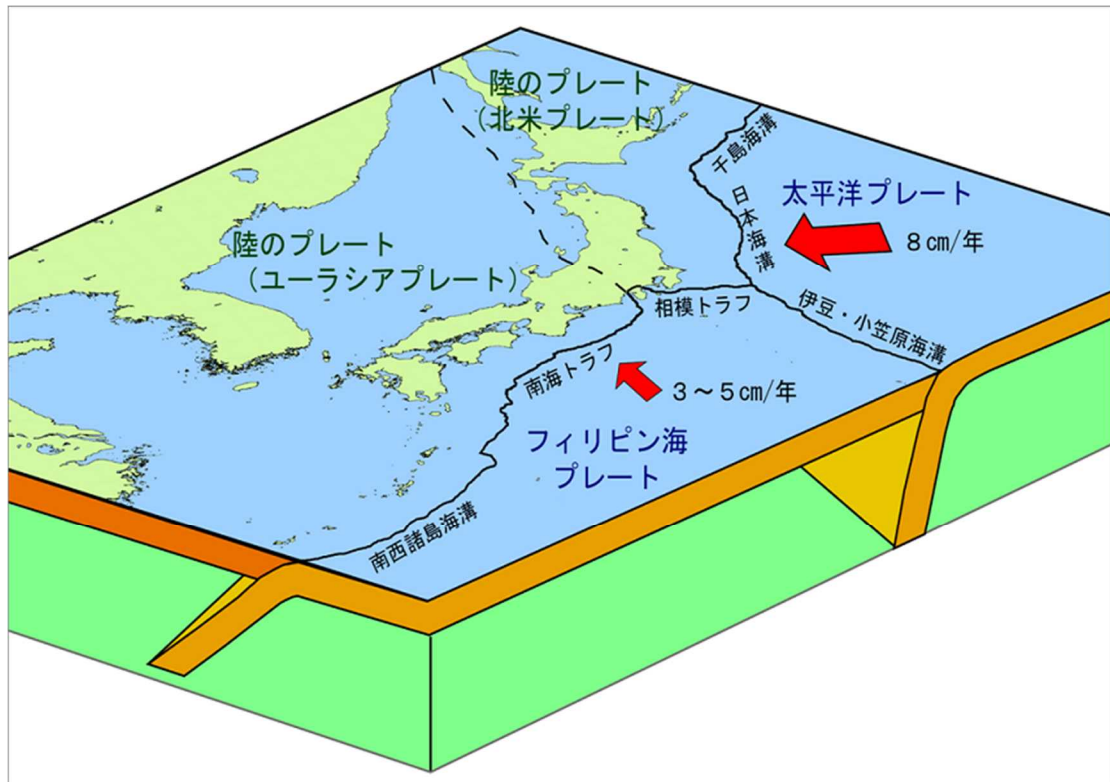 陸のプレート
（北米プレート）
千島海溝
日本海溝
太平洋プレート
8cm/年
陸のプレート
（ユーラシアプレート）
相模トラフ
伊豆・小笠原海溝
南海トラフ
3～5cm/年
フィリピン海
プレート
南西諸島海溝